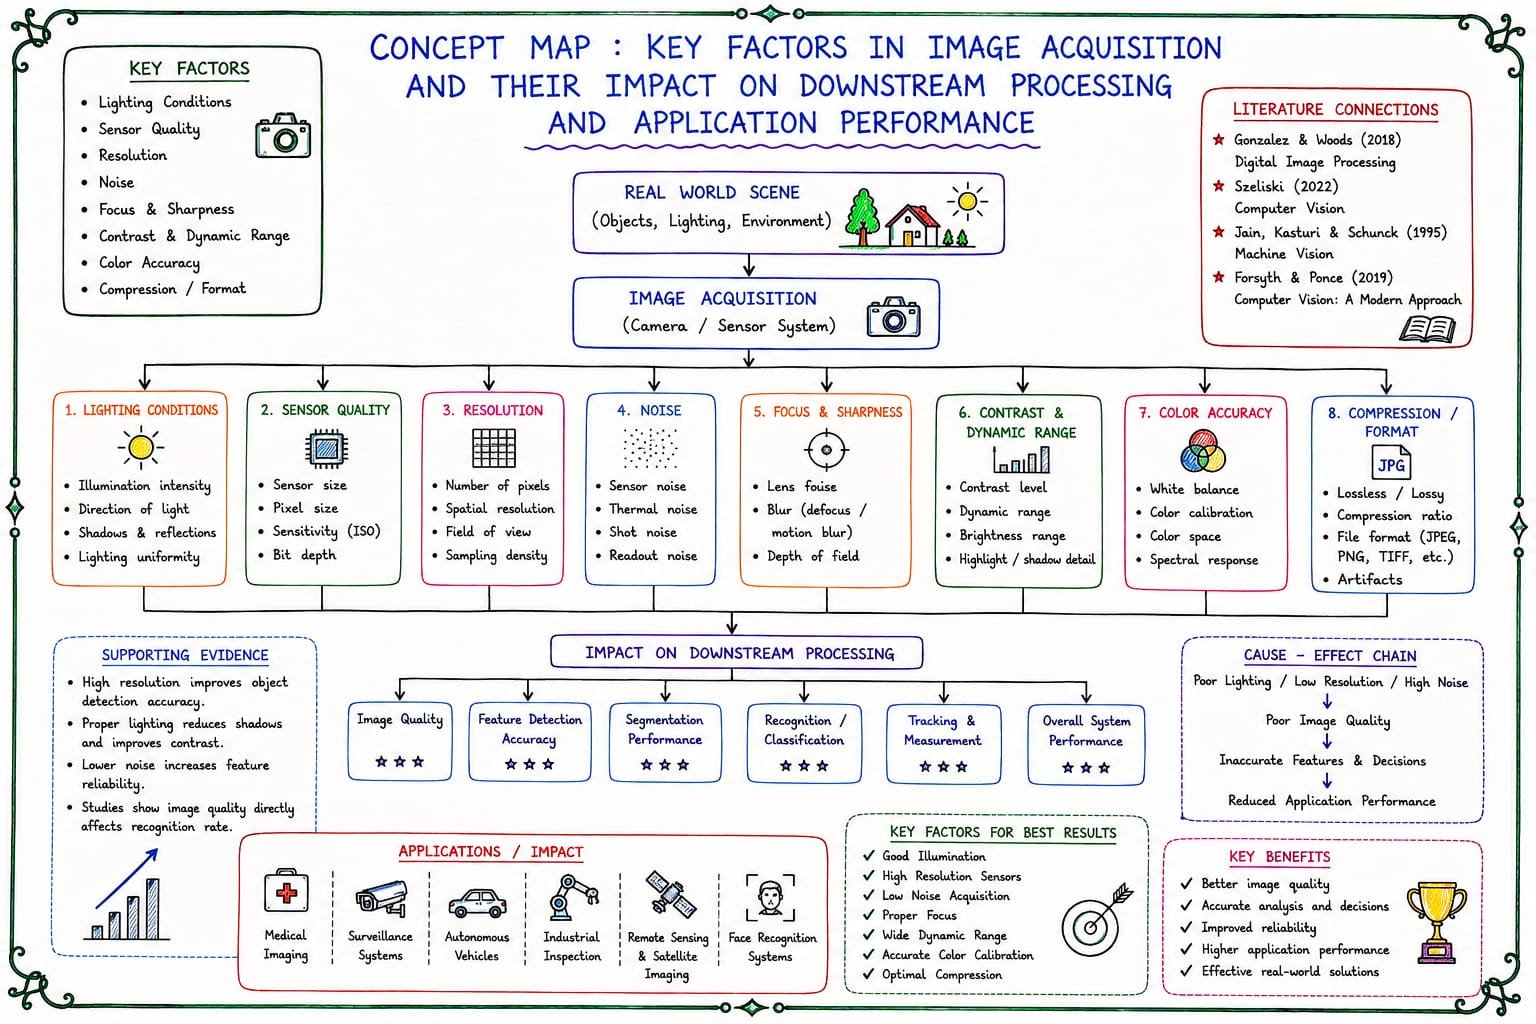 CONCEPT MAP : KEY FACTORS IN IMAGE ACQUISITION
AND THEIR IMPACT ON DOWNSTREAM PROCESSING
AND APPLICATION PERFORMANCE
KEY FACTORS
• Lighting Conditions
• Sensor Quality
• Resolution
• Noise
• Focus & Sharpness
• Contrast & Dynamic Range
• Color Accuracy
• Compression / Format
LITERATURE CONNECTIONS
★ Gonzalez & Woods (2018)
Digital Image Processing
★ Szeliski (2022)
Computer Vision
★ Jain, Kasturi & Schunck (1995)
Machine Vision
★ Forsyth & Ponce (2019)
Computer Vision: A Modern Approach
REAL WORLD SCENE
(Objects, Lighting, Environment)
IMAGE ACQUISITION
(Camera / Sensor System)
1. LIGHTING CONDITIONS
• Illumination intensity
• Direction of light
• Shadows & reflections
• Lighting uniformity
2. SENSOR QUALITY
• Sensor size
• Pixel size
• Sensitivity (ISO)
• Bit depth
3. RESOLUTION
• Number of pixels
• Spatial resolution
• Field of view
• Sampling density
4. NOISE
• Sensor noise
• Thermal noise
• Shot noise
• Readout noise
5. FOCUS & SHARPNESS
• Lens fouise
• Blur (defocus /
motion blur)
• Depth of field
6. CONTRAST &
DYNAMIC RANGE
• Contrast level
• Dynamic range
• Brightness range
• Highlight / shadow detail
7. COLOR ACCURACY
• White balance
• Color calibration
• Color space
• Spectral response
8. COMPRESSION /
FORMAT
JPG
• Lossless / Lossy
• Compression ratio
• File format (JPEG,
PNG, TIFF, etc.)
• Artifacts
IMPACT ON DOWNSTREAM PROCESSING
Image Quality
☆ ☆ ☆
Feature Detection
Accuracy
☆ ☆ ☆
Segmentation
Performance
☆ ☆ ☆
Recognition /
Classification
☆ ☆ ☆
Tracking &
Measurement
☆ ☆ ☆
Overall System
Performance
☆ ☆ ☆
SUPPORTING EVIDENCE
• High resolution improves object
detection accuracy.
• Proper lighting reduces shadows
and improves contrast.
• Lower noise increases feature
reliability.
• Studies show image quality directly
affects recognition rate.
CAUSE – EFFECT CHAIN
Poor Lighting / Low Resolution / High Noise
Poor Image Quality
Inaccurate Features & Decisions
Reduced Application Performance
APPLICATIONS / IMPACT
Medical
Imaging
Surveillance
Systems
Autonomous
Vehicles
Industrial
Inspection
Remote Sensing
& Satellite
Imaging
Face Recognition
Systems
KEY FACTORS FOR BEST RESULTS
✓ Good Illumination
✓ High Resolution Sensors
✓ Low Noise Acquisition
✓ Proper Focus
✓ Wide Dynamic Range
✓ Accurate Color Calibration
✓ Optimal Compression
KEY BENEFITS
✓ Better image quality
✓ Accurate analysis and decisions
✓ Improved reliability
✓ Higher application performance
✓ Effective real-world solutions